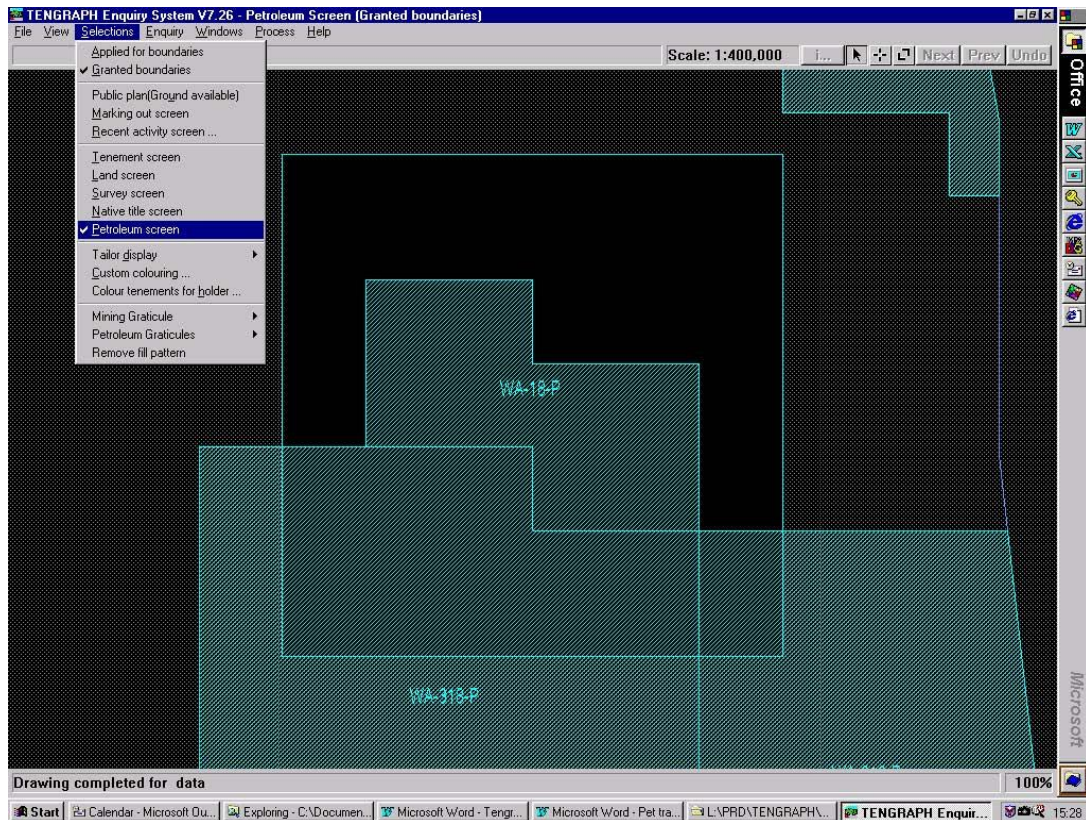 TENGRAPH Enquiry System V7.26 - Petroleum Screen (Granted boundaries)
File View Selections Enquiry Windows Process Help
Scale: 1:400,000 i... Next Prev Undo
Applied for boundaries
Granted boundaries
Public plan(Ground available)
Marking out screen
Recent activity screen ...
Tenement screen
Land screen
Survey screen
Native title screen
Petroleum screen
Tailor display
Custom colouring ...
Colour tenements for holder ...
Mining Graticule
Petroleum Graticules
Remove fill pattern
WA-18-P
WA-318-P
Office
Microsoft
Drawing completed for data 100%
Start Calendar - Microsoft Ou... Exploring - C:\Documen... Microsoft Word - Tengr... Microsoft Word - Pet tra... L:\PRD\TENGRAPH\... TENGRAPH Enquir... 15:28